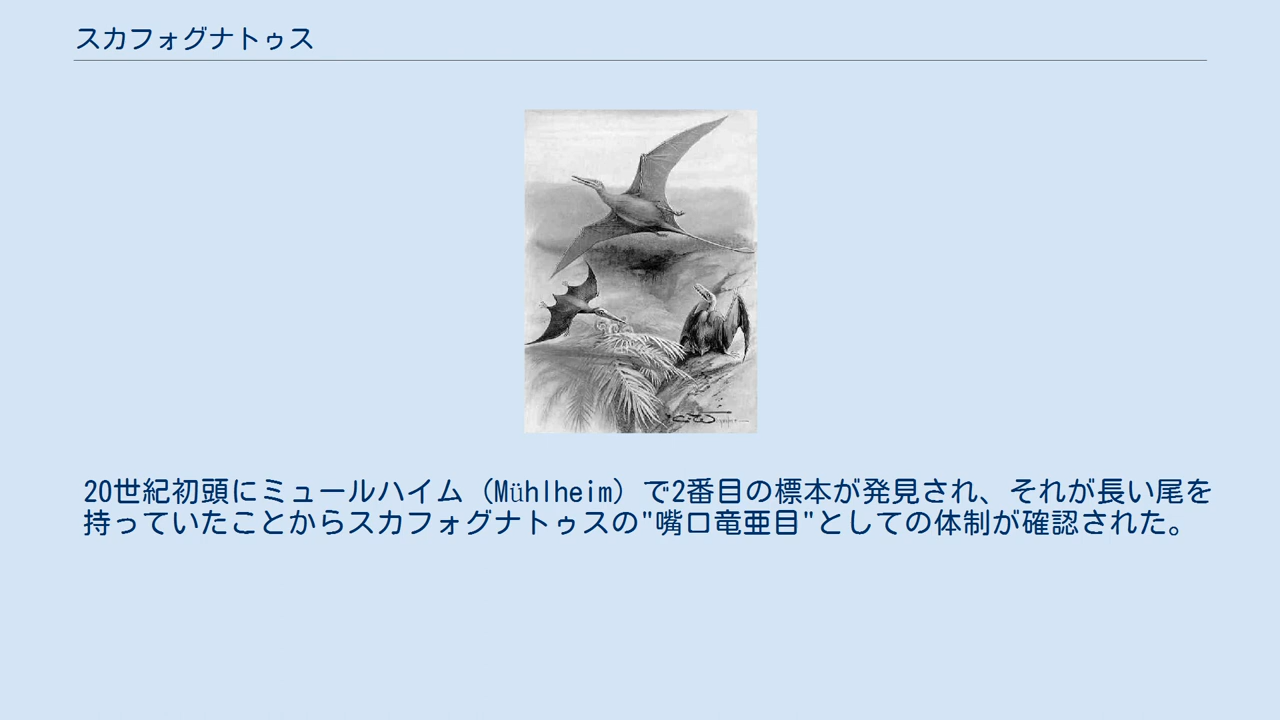 スカフォグナトゥス
20世紀初頭にミュールハイム（Mühlheim）で2番目の標本が発見され、それが長い尾を
持っていたことからスカフォグナトゥスの"嘴口竜亜目"としての体制が確認された。